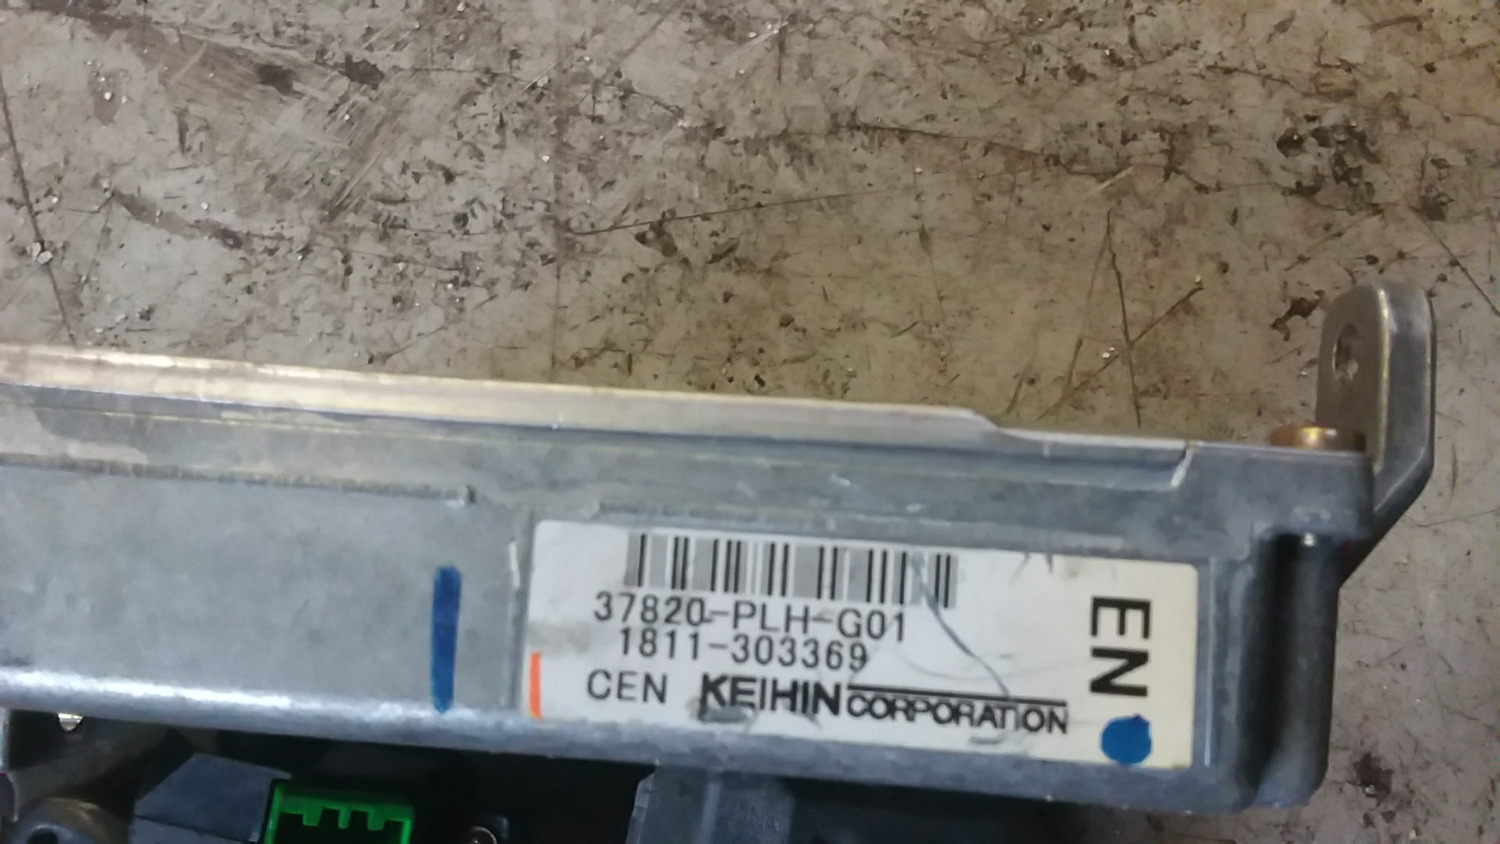 37820-PLH-G01
1811-303369
CEN KEIHIN CORPORATION
EN